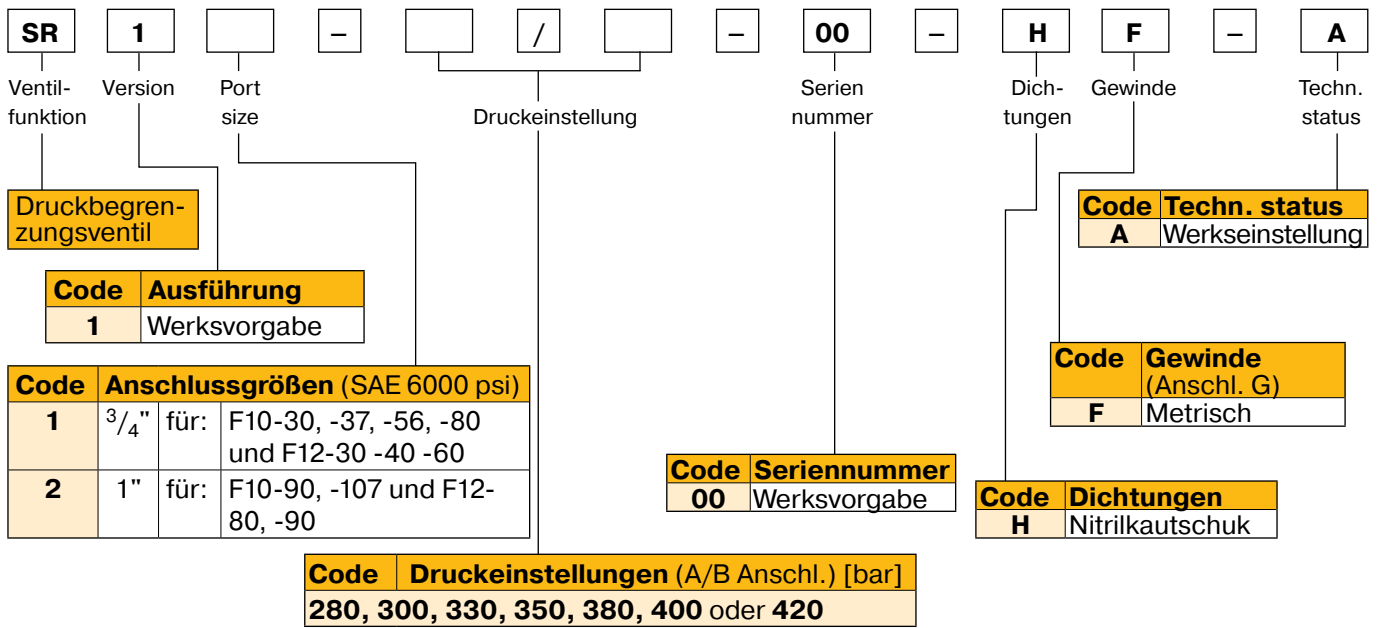 SR 1 – / – 00 – H F – A
Ventil-
funktion
Version
Port
size
Druckeinstellung
Serien
nummer
Dich-
tungen
Gewinde
Techn.
status
Druckbegren-
zungsventil
Code Techn. status
A Werkseinstellung
Code Ausführung
1 Werksvorgabe
Code Gewinde
(Anschl. G)
F Metrisch
Code Anschlussgrößen (SAE 6000 psi)
1 3/4" für: F10-30, -37, -56, -80
und F12-30 -40 -60
2 1" für: F10-90, -107 und F12-
80, -90
Code Seriennummer
00 Werksvorgabe
Code Dichtungen
H Nitrilkautschuk
Code Druckeinstellungen (A/B Anschl.) [bar]
280, 300, 330, 350, 380, 400 oder 420